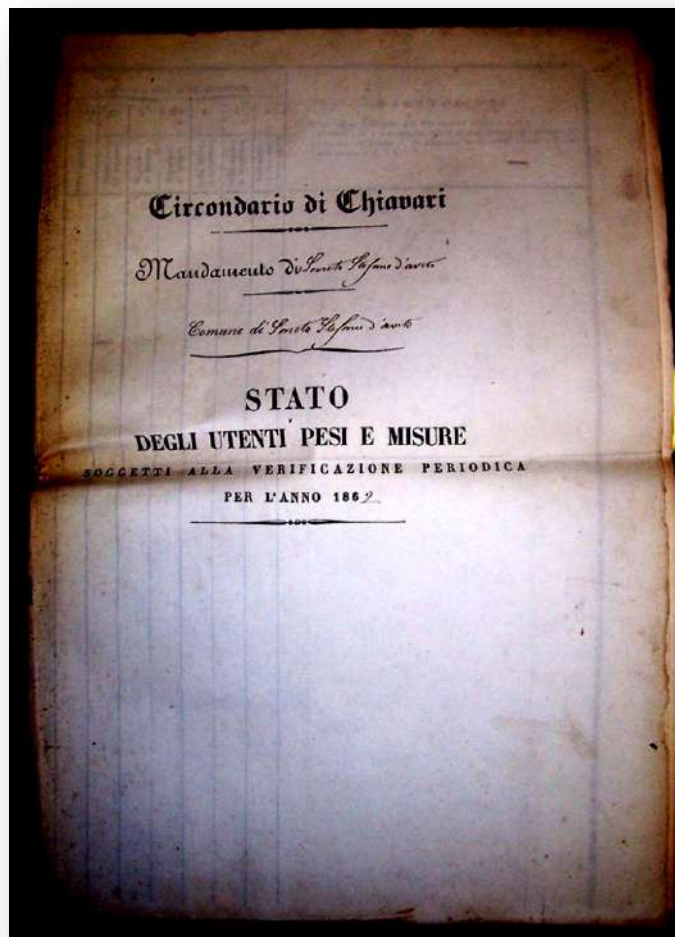 Circondario di Chiavari
Mandamento di Santo Stefano d'aveto
Comune di Santo Stefano d'aveto
STATO
DEGLI UTENTI PESI E MISURE
SOGGETTI ALLA VERIFICAZIONE PERIODICA
PER L'ANNO 1869